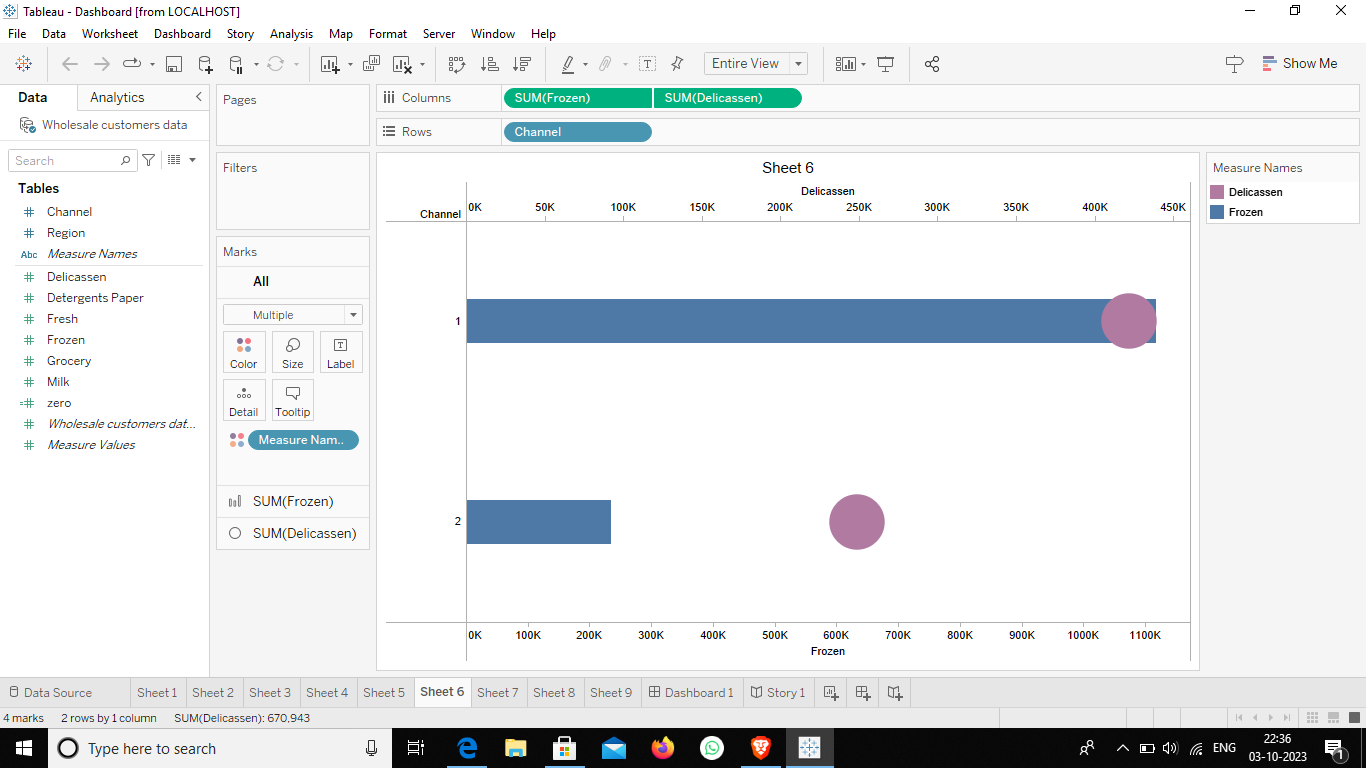 Tableau - Dashboard [from LOCALHOST]
File Data Worksheet Dashboard Story Analysis Map Format Server Window Help
Entire View
Show Me
Data Analytics
Wholesale customers data
Search
Tables
Channel
Region
Abc Measure Names
Delicassen
Detergents Paper
Fresh
Frozen
Grocery
Milk
zero
Wholesale customers dat...
Measure Values
Pages
Filters
Marks
All
Multiple
Color Size Label
Detail Tooltip
Measure Nam..
SUM(Frozen)
SUM(Delicassen)
Columns SUM(Frozen) SUM(Delicassen)
Rows Channel
Sheet 6
Delicassen
Channel 0K 50K 100K 150K 200K 250K 300K 350K 400K 450K
1
2
0K 100K 200K 300K 400K 500K 600K 700K 800K 900K 1000K 1100K
Frozen
Measure Names
Delicassen
Frozen
Data Source Sheet 1 Sheet 2 Sheet 3 Sheet 4 Sheet 5 Sheet 6 Sheet 7 Sheet 8 Sheet 9 Dashboard 1 Story 1
4 marks 2 rows by 1 column SUM(Delicassen): 670,943
Type here to search
ENG
22:36
03-10-2023
1